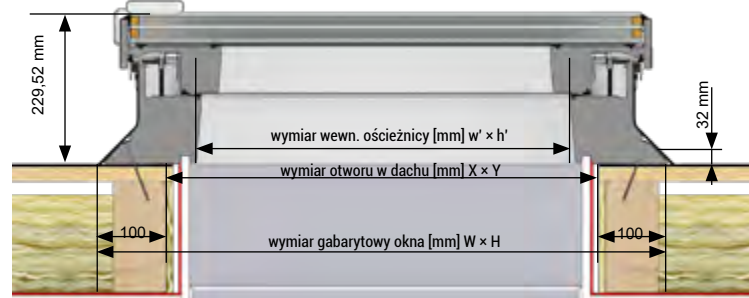 229,52 mm
32 mm
wymiar wewn. ościeżnicy [mm] w' × h'
wymiar otworu w dachu [mm] X × Y
100
100
wymiar gabarytowy okna [mm] W × H